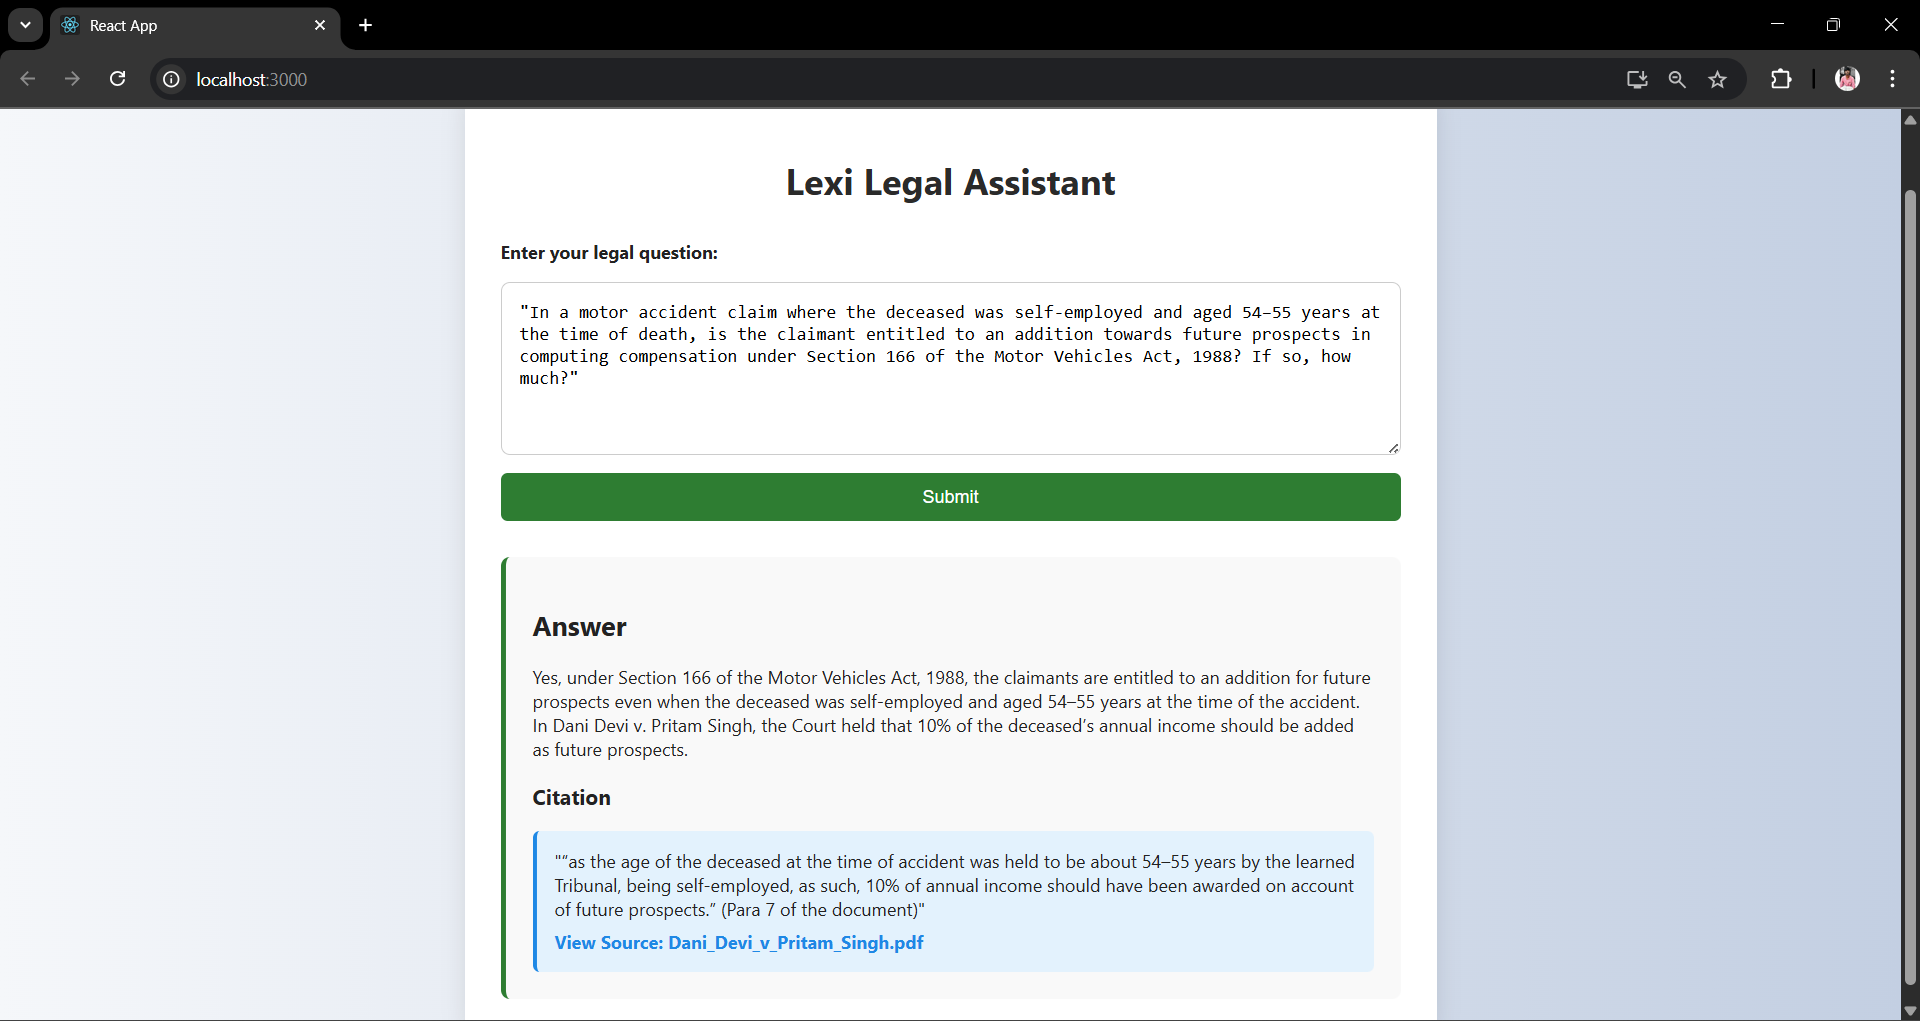 React App
localhost:3000
Lexi Legal Assistant
Enter your legal question:
"In a motor accident claim where the deceased was self-employed and aged 54–55 years at
the time of death, is the claimant entitled to an addition towards future prospects in
computing compensation under Section 166 of the Motor Vehicles Act, 1988? If so, how
much?"
Submit
Answer
Yes, under Section 166 of the Motor Vehicles Act, 1988, the claimants are entitled to an addition for future
prospects even when the deceased was self-employed and aged 54–55 years at the time of the accident.
In Dani Devi v. Pritam Singh, the Court held that 10% of the deceased’s annual income should be added
as future prospects.
Citation
"“as the age of the deceased at the time of accident was held to be about 54–55 years by the learned
Tribunal, being self-employed, as such, 10% of annual income should have been awarded on account
of future prospects.” (Para 7 of the document)"
View Source: Dani_Devi_v_Pritam_Singh.pdf